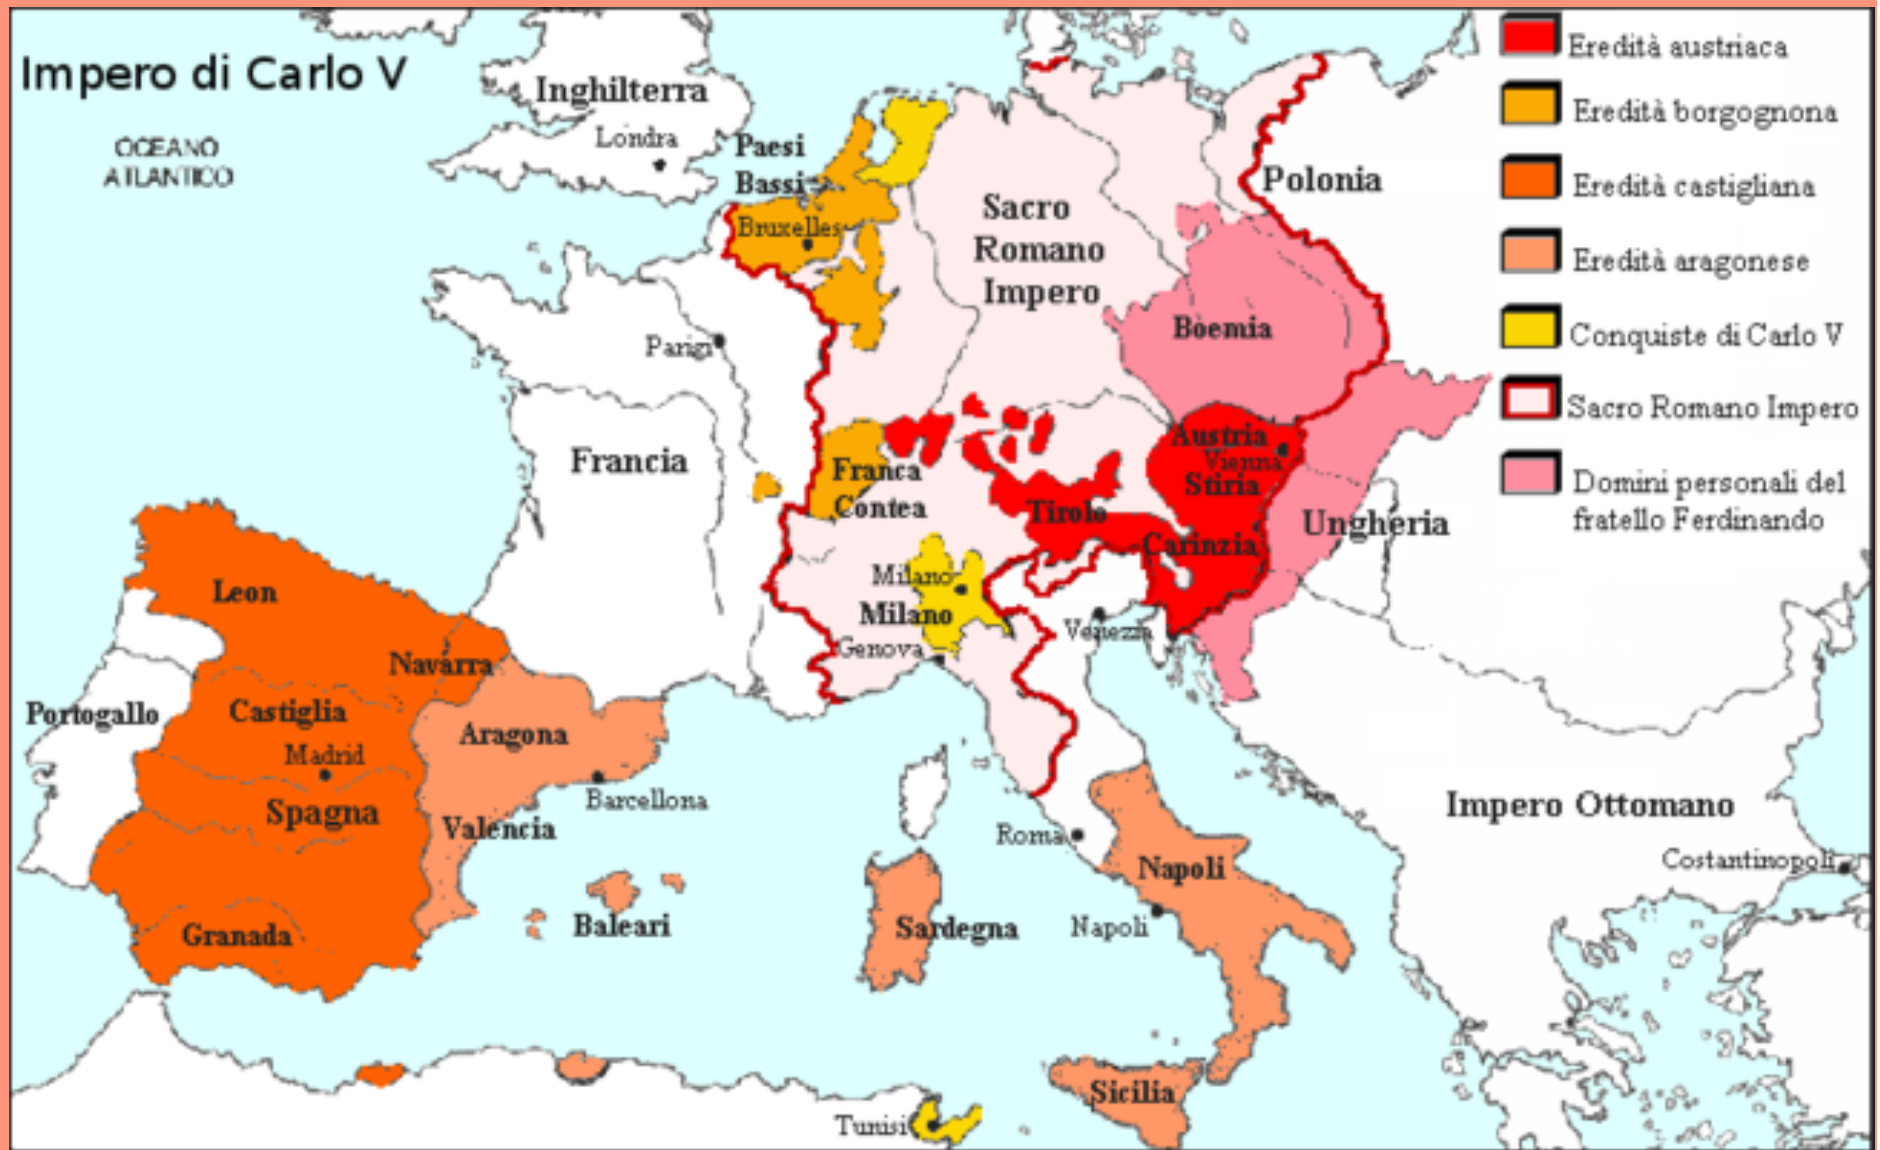 Impero di Carlo V
OCEANO
ATLANTICO
Inghilterra
Londra
Paesi
Bassi
Bruxelles
Sacro
Romano
Impero
Polonia
Boemia
Parigi
Francia
Franca
Contea
Austria
Vienna
Stiria
Tirolo
Carinzia
Ungheria
Milano
Milano
Genova
Venezia
Leon
Navarra
Castiglia
Madrid
Spagna
Portogallo
Granada
Aragona
Barcellona
Valencia
Baleari
Sardegna
Roma
Napoli
Napoli
Sicilia
Tunisi
Impero Ottomano
Costantinopoli
Eredità austriaca
Eredità borgognona
Eredità castigliana
Eredità aragonese
Conquiste di Carlo V
Sacro Romano Impero
Domini personali del
fratello Ferdinando